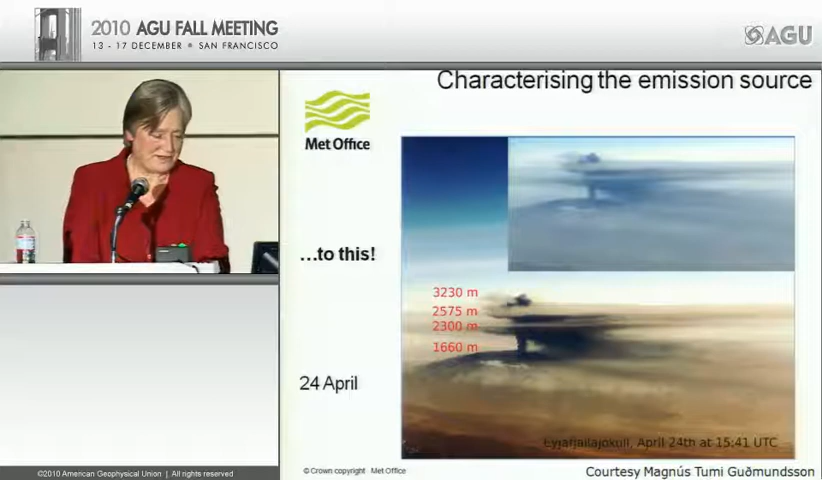 2010 AGU FALL MEETING
13 - 17 DECEMBER • SAN FRANCISCO
AGU
Characterising the emission source
Met Office
...to this!
3230 m
2575 m
2300 m
1660 m
24 April
Eyjafjallajokull, April 24th at 15:41 UTC
Courtesy Magnús Tumi Guðmundsson
© Crown copyright Met Office
©2010 American Geophysical Union | All rights reserved